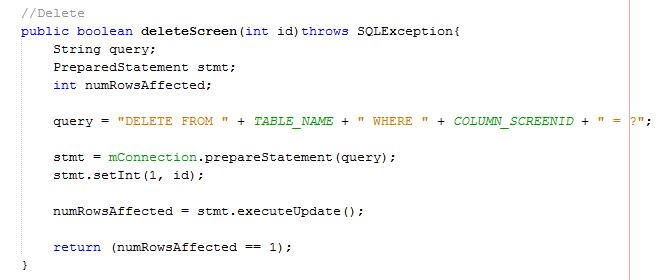 //Delete
public boolean deleteScreen(int id)throws SQLException{
String query;
PreparedStatement stmt;
int numRowsAffected;
query = "DELETE FROM " + TABLE_NAME + " WHERE " + COLUMN_SCREENID + " = ?";
stmt = mConnection.prepareStatement(query);
stmt.setInt(1, id);
numRowsAffected = stmt.executeUpdate();
return (numRowsAffected == 1);
}